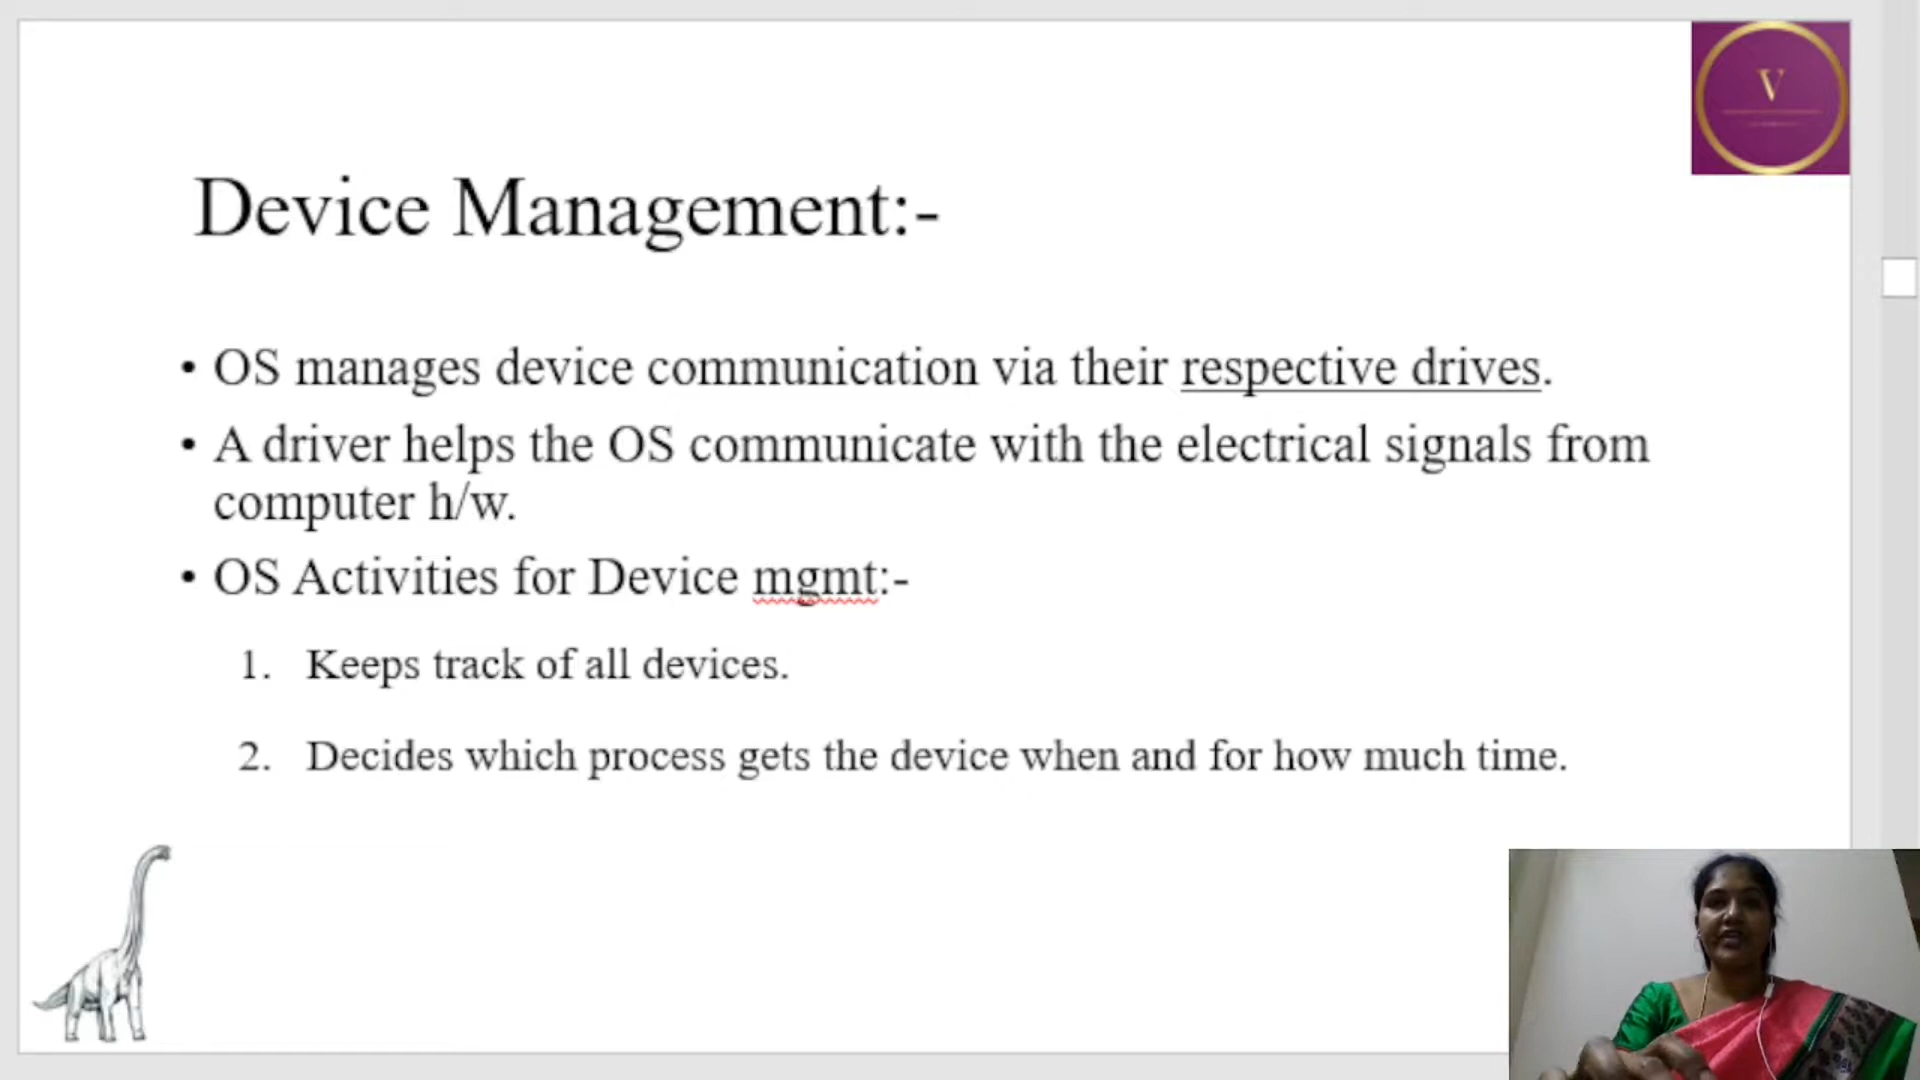 V
Device Management:-
• OS manages device communication via their respective drives.
• A driver helps the OS communicate with the electrical signals from
computer h/w.
• OS Activities for Device mgmt:-
1. Keeps track of all devices.
2. Decides which process gets the device when and for how much time.